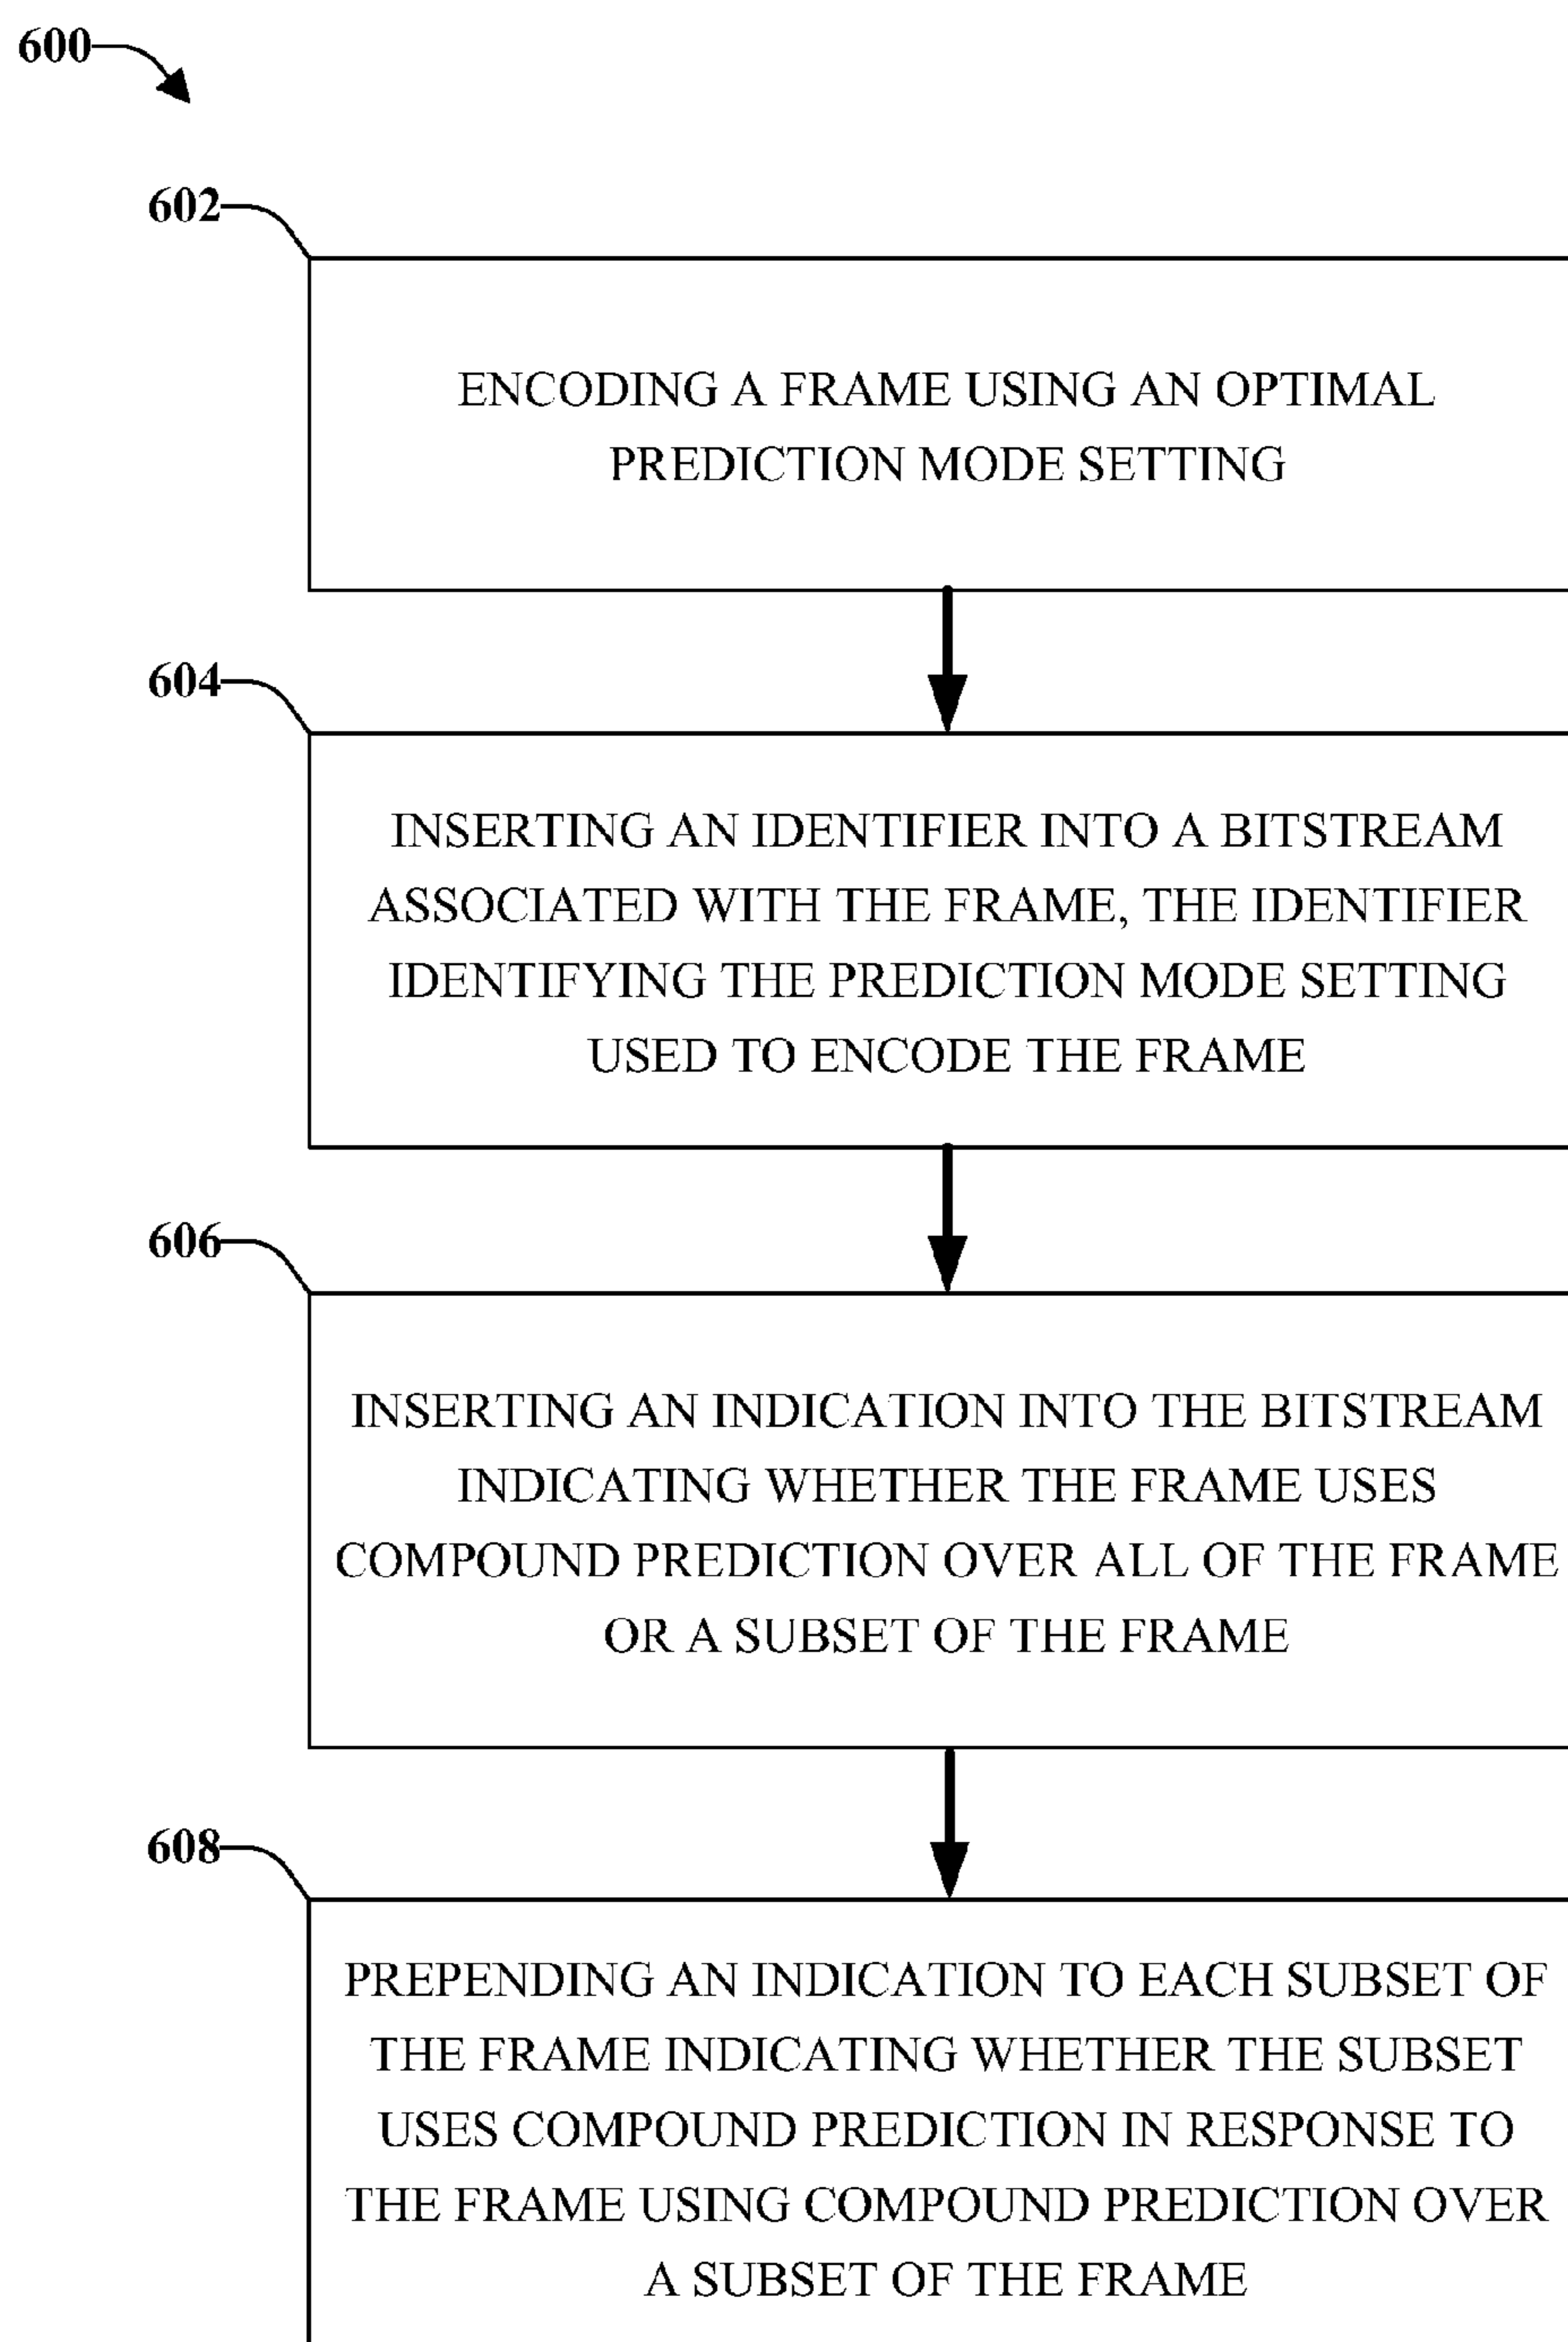 600
602
ENCODING A FRAME USING AN OPTIMAL
PREDICTION MODE SETTING
604
INSERTING AN IDENTIFIER INTO A BITSTREAM
ASSOCIATED WITH THE FRAME, THE IDENTIFIER
IDENTIFYING THE PREDICTION MODE SETTING
USED TO ENCODE THE FRAME
606
INSERTING AN INDICATION INTO THE BITSTREAM
INDICATING WHETHER THE FRAME USES
COMPOUND PREDICTION OVER ALL OF THE FRAME
OR A SUBSET OF THE FRAME
608
PREPENDING AN INDICATION TO EACH SUBSET OF
THE FRAME INDICATING WHETHER THE SUBSET
USES COMPOUND PREDICTION IN RESPONSE TO
THE FRAME USING COMPOUND PREDICTION OVER
A SUBSET OF THE FRAME